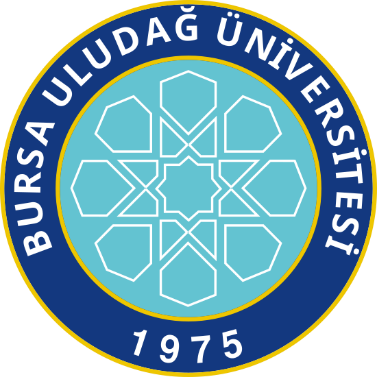 BURSA ULUDAĞ ÜNİVERSİTESİ
1975